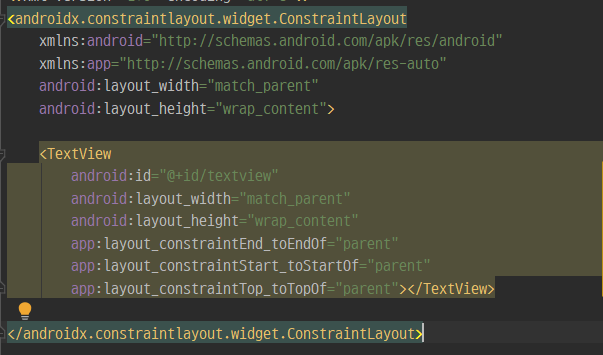 <androidx.constraintlayout.widget.ConstraintLayout
xmlns:android="http://schemas.android.com/apk/res/android"
xmlns:app="http://schemas.android.com/apk/res-auto"
android:layout_width="match_parent"
android:layout_height="wrap_content">
<TextView
android:id="@+id/textview"
android:layout_width="match_parent"
android:layout_height="wrap_content"
app:layout_constraintEnd_toEndOf="parent"
app:layout_constraintStart_toStartOf="parent"
app:layout_constraintTop_toTopOf="parent"></TextView>
</androidx.constraintlayout.widget.ConstraintLayout>